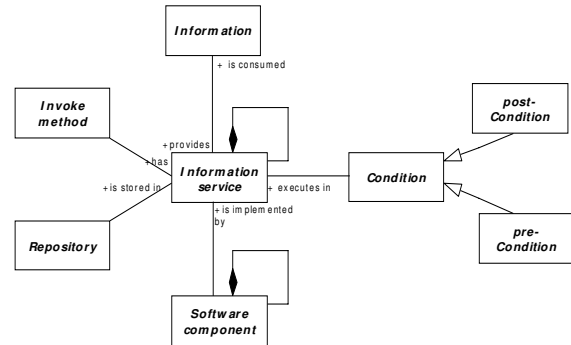 Information
+ is consumed
Invoke
method
post-
Condition
+provides
+has
+is stored in
Information
service
+ executes in
Condition
+is implemented
by
Repository
pre-
Condition
Software
component